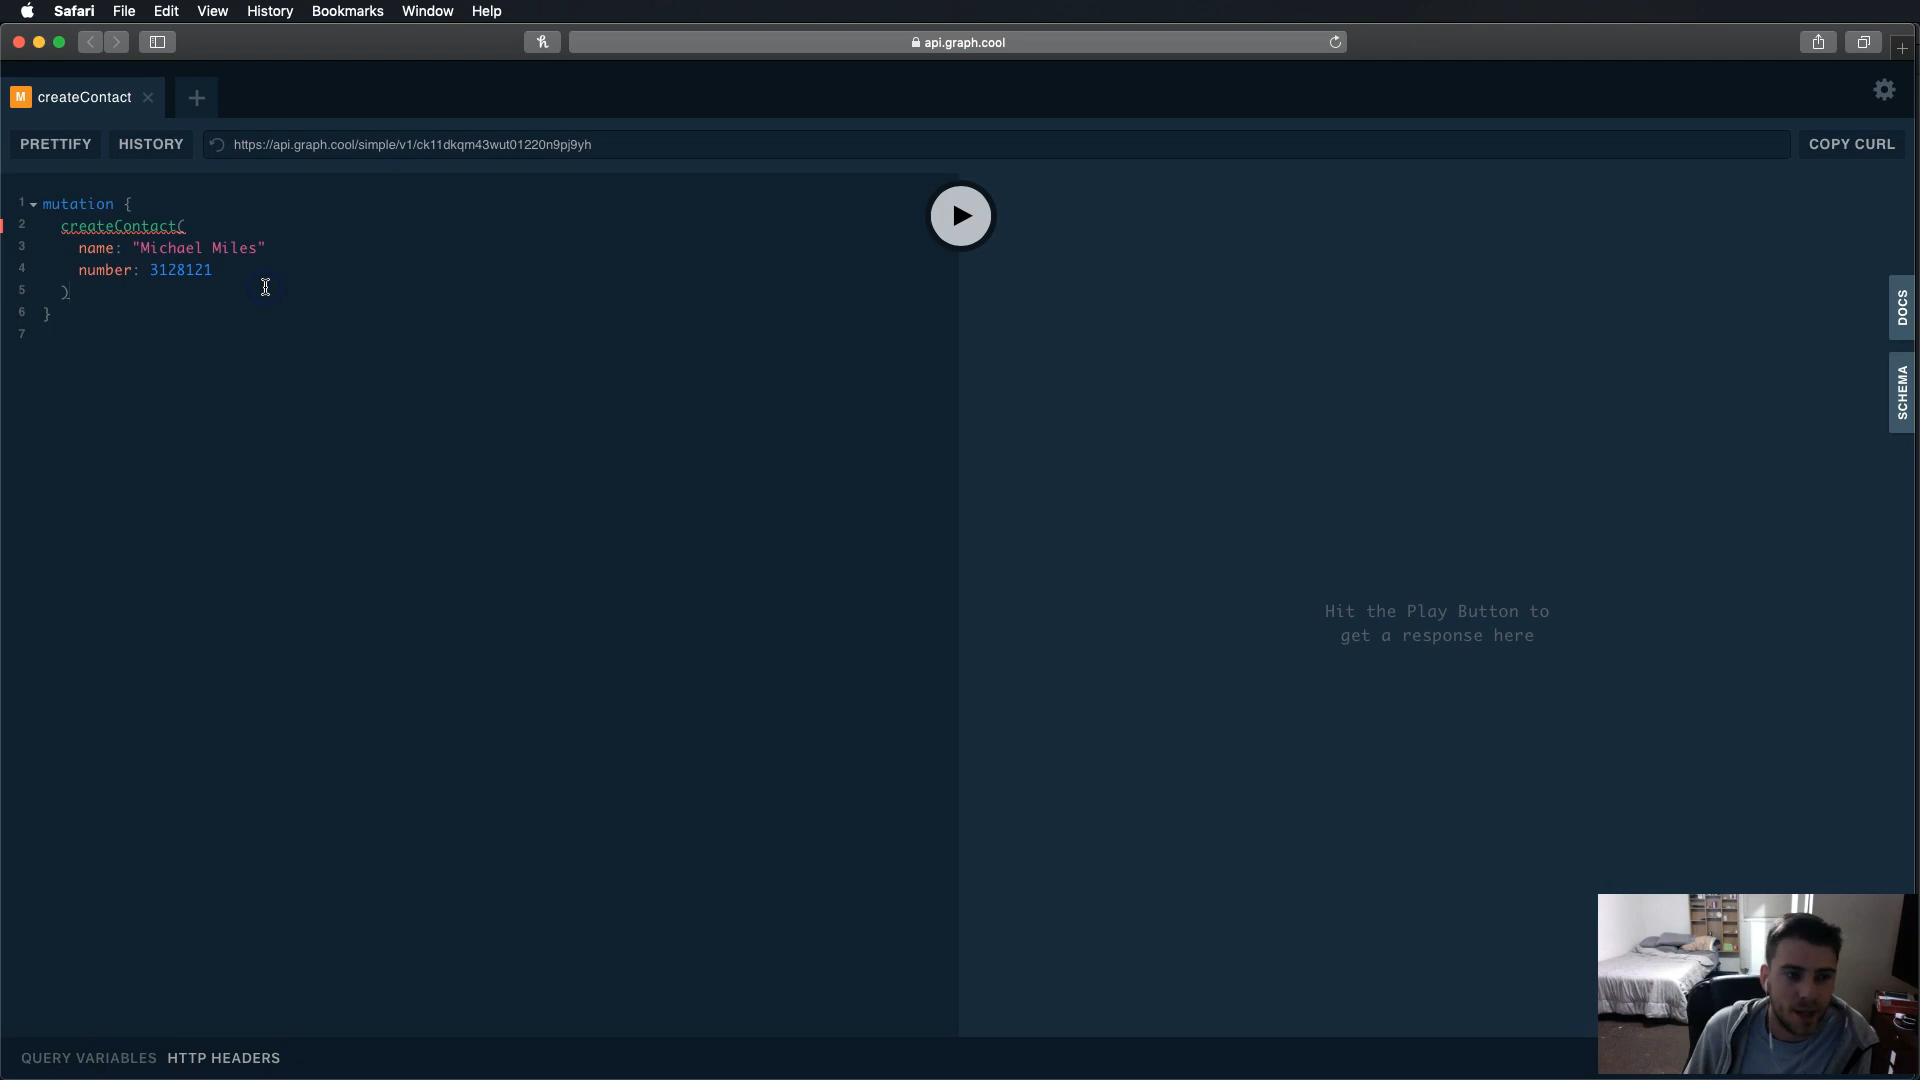 Safari File Edit View History Bookmarks Window Help
api.graph.cool
M createContact
PRETTIFY HISTORY https://api.graph.cool/simple/v1/ck11dkqm43wut01220n9pj9yh COPY CURL
1 mutation {
2 createContact(
3 name: "Michael Miles"
4 number: 3128121
5 )
6 }
7
DOCS
SCHEMA
Hit the Play Button to
get a response here
QUERY VARIABLES HTTP HEADERS